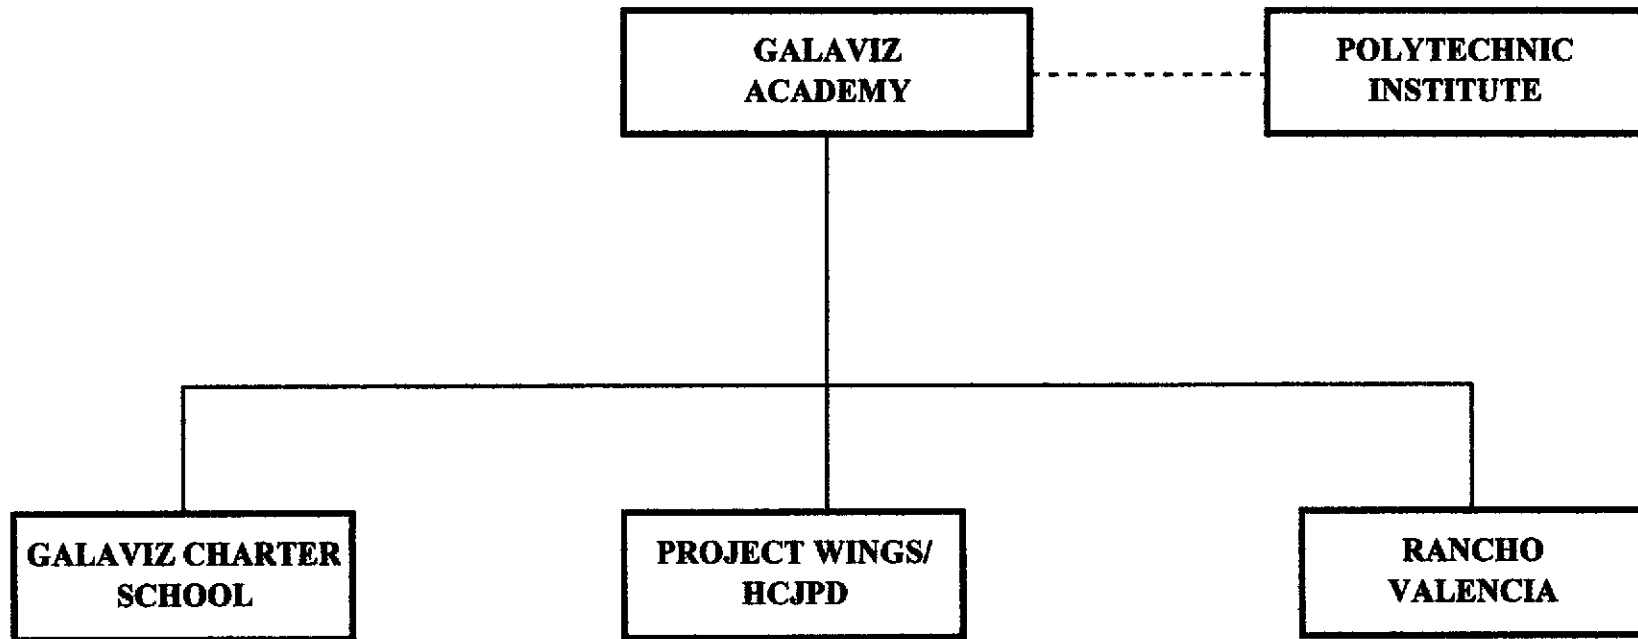 GALAVIZ
ACADEMY
POLYTECHNIC
INSTITUTE
GALAVIZ CHARTER
SCHOOL
PROJECT WINGS/
HCJPD
RANCHO
VALENCIA